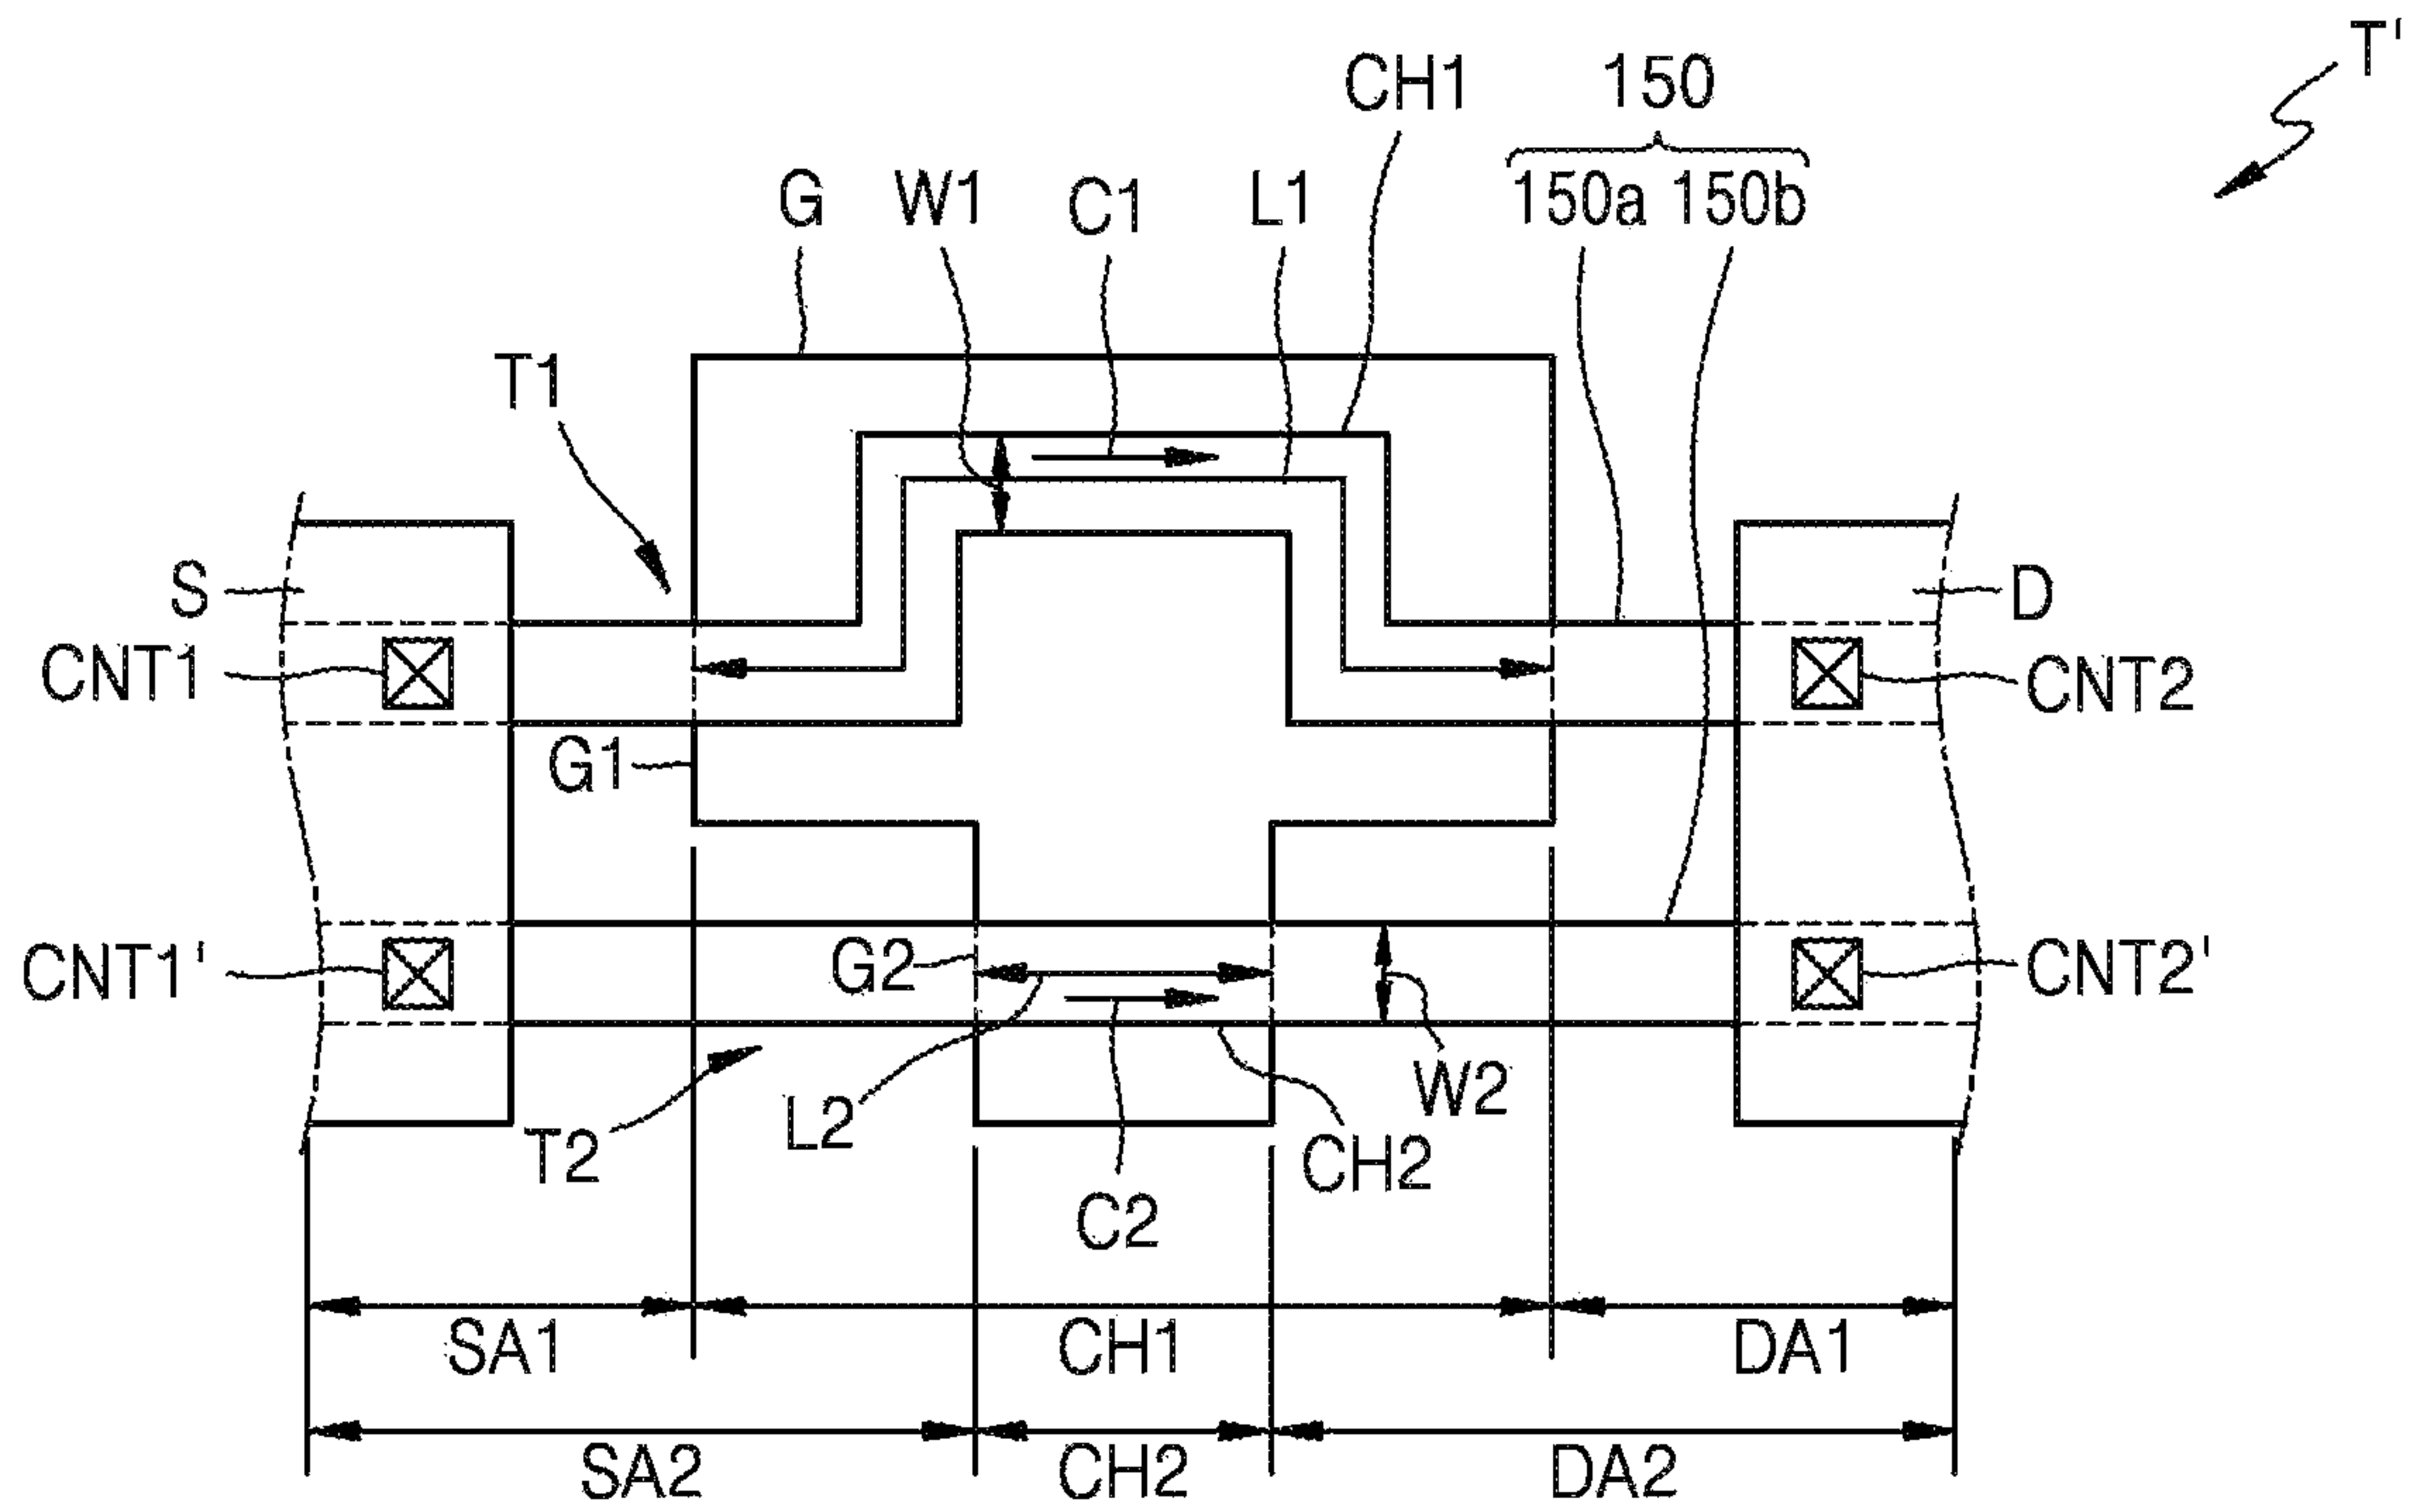 T'
CH1 150
G W1 C1 L1 150a 150b
T1
S D
CNT1 CNT2
G1
CNT1' G2 CNT2'
L2 W2
T2 CH2
C2
SA1 CH1 DA1
SA2 CH2 DA2